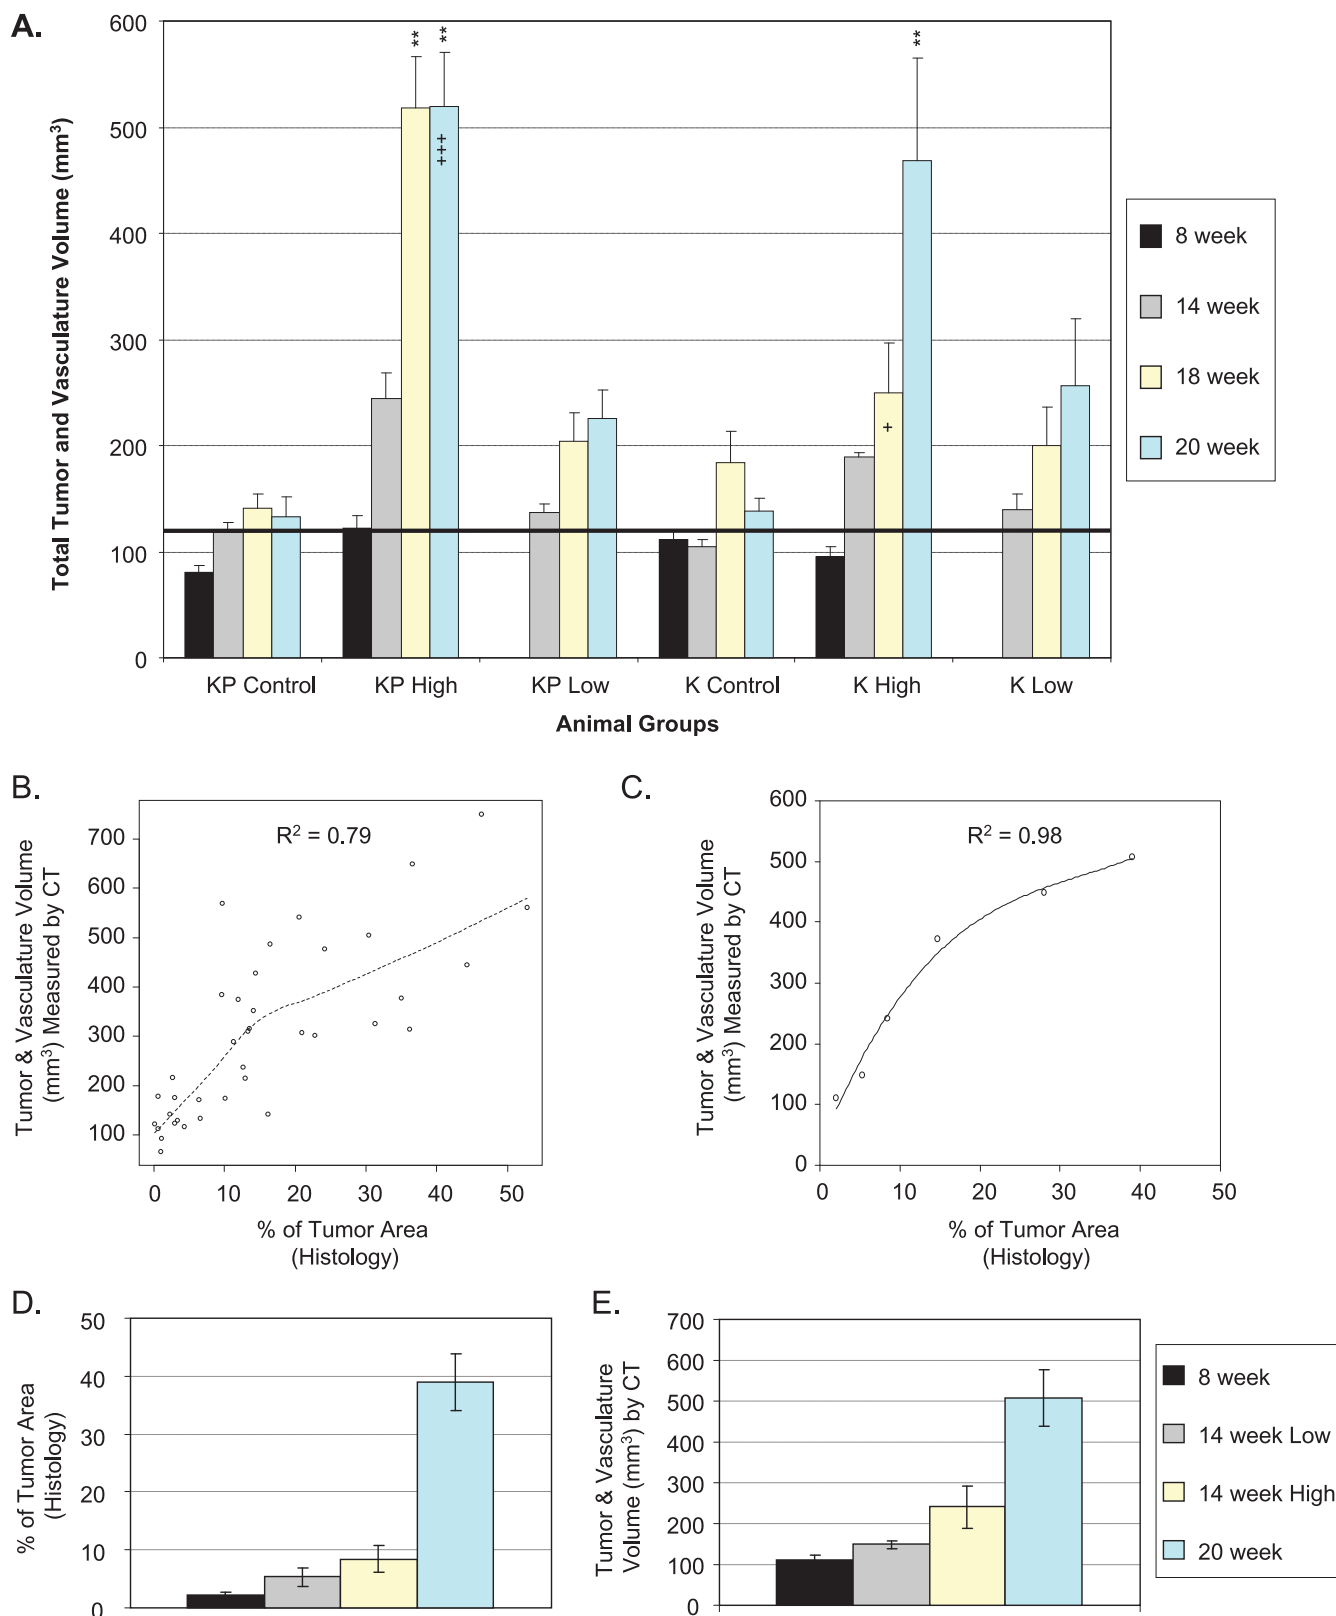 A.
Total Tumor and Vasculature Volume (mm³)
600
500
400
300
200
100
0
**
**
+++
+
**
KP Control
KP High
KP Low
K Control
K High
K Low
Animal Groups
8 week
14 week
18 week
20 week
B.
Tumor & Vasculature Volume
(mm³) Measured by CT
700
600
500
400
300
200
100
R² = 0.79
0 10 20 30 40 50
% of Tumor Area
(Histology)
C.
Tumor & Vasculature Volume
(mm³) Measured by CT
600
500
400
300
200
100
0
R² = 0.98
0 10 20 30 40 50
% of Tumor Area
(Histology)
D.
% of Tumor Area
(Histology)
50
40
30
20
10
0
E.
Tumor & Vasculature
Volume (mm³) by CT
700
600
500
400
300
200
100
0
8 week
14 week Low
14 week High
20 week